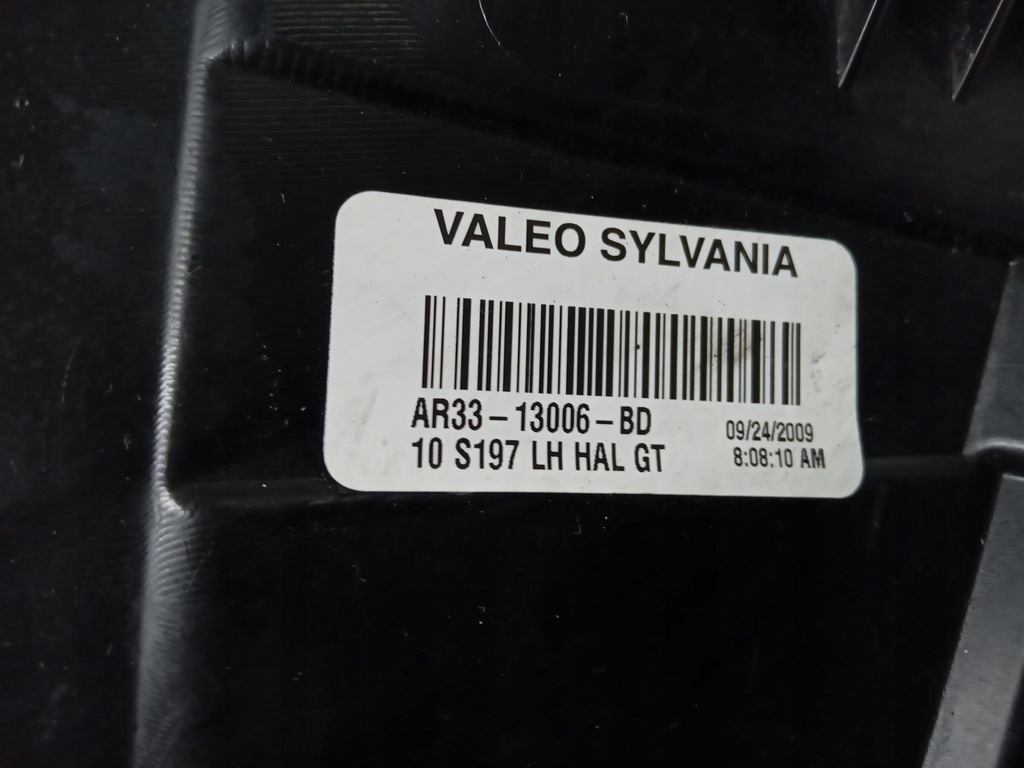 VALEO SYLVANIA
AR33-13006-BD
09/24/2009
10 S197 LH HAL GT
8:08:10 AM